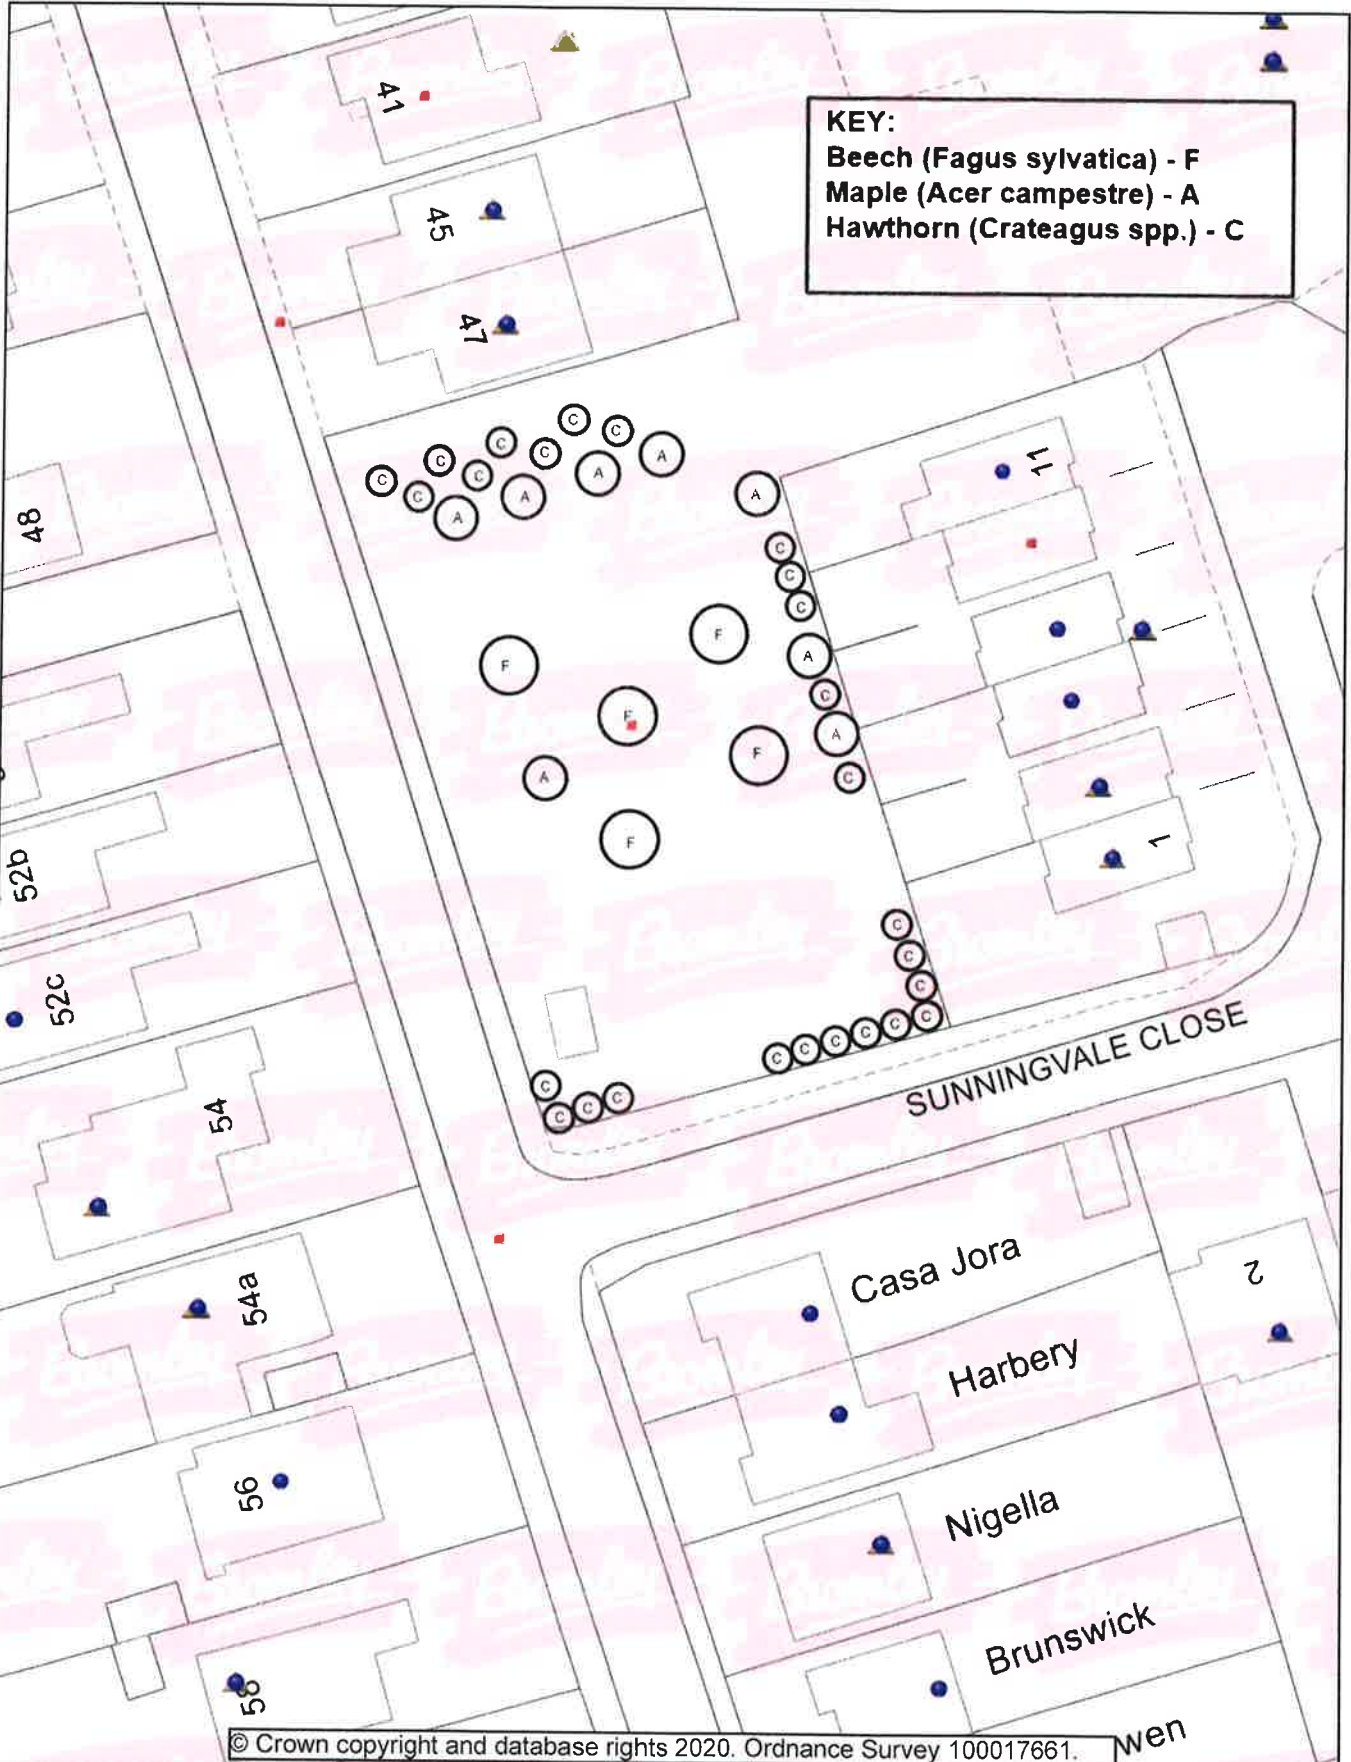 41
KEY:
Beech (Fagus sylvatica) - F
Maple (Acer campestre) - A
Hawthorn (Crateagus spp.) - C
45
47
C
C
C
C
C
C
A
A
11
C
C
C
A
A
A
48
C
C
C
F
A
F
C
F
A
F
A
C
F
52b
1
C
C
52c
C
C
C
C
C
C
C
C
SUNNINGVALE CLOSE
54
C
C
C
C
Casa Jora
2
54a
Harbery
56
Nigella
Brunswick
58
wen
© Crown copyright and database rights 2020. Ordnance Survey 100017661.